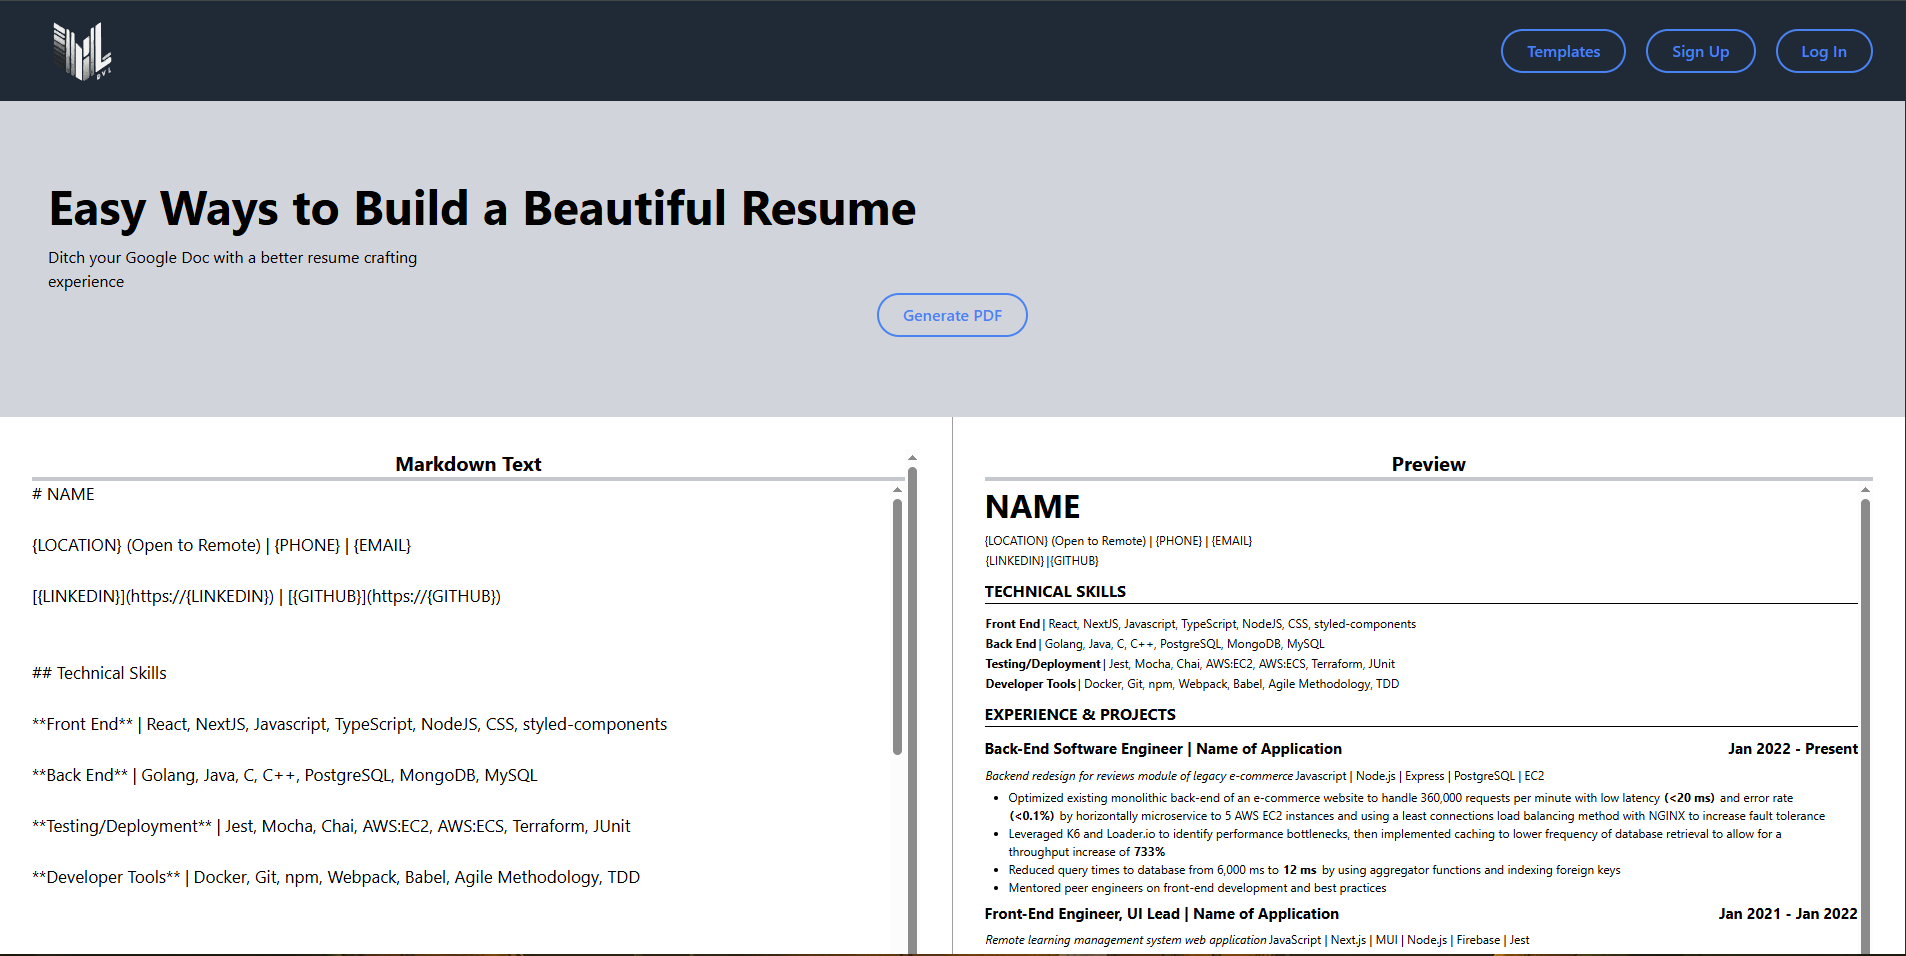 DVL
Templates
Sign Up
Log In
Easy Ways to Build a Beautiful Resume
Ditch your Google Doc with a better resume crafting
experience
Generate PDF
Markdown Text
# NAME
{LOCATION} (Open to Remote) | {PHONE} | {EMAIL}
[{LINKEDIN}](https://{LINKEDIN}) | [{GITHUB}](https://{GITHUB})
## Technical Skills
**Front End** | React, NextJS, Javascript, TypeScript, NodeJS, CSS, styled-components
**Back End** | Golang, Java, C, C++, PostgreSQL, MongoDB, MySQL
**Testing/Deployment** | Jest, Mocha, Chai, AWS:EC2, AWS:ECS, Terraform, JUnit
**Developer Tools** | Docker, Git, npm, Webpack, Babel, Agile Methodology, TDD
Preview
NAME
{LOCATION} (Open to Remote) | {PHONE} | {EMAIL}
{LINKEDIN} |{GITHUB}
TECHNICAL SKILLS
Front End | React, NextJS, Javascript, TypeScript, NodeJS, CSS, styled-components
Back End | Golang, Java, C, C++, PostgreSQL, MongoDB, MySQL
Testing/Deployment | Jest, Mocha, Chai, AWS:EC2, AWS:ECS, Terraform, JUnit
Developer Tools | Docker, Git, npm, Webpack, Babel, Agile Methodology, TDD
EXPERIENCE & PROJECTS
Back-End Software Engineer | Name of Application Jan 2022 - Present
Backend redesign for reviews module of legacy e-commerce Javascript | Node.js | Express | PostgreSQL | EC2
• Optimized existing monolithic back-end of an e-commerce website to handle 360,000 requests per minute with low latency (<20 ms) and error rate
(<0.1%) by horizontally microservice to 5 AWS EC2 instances and using a least connections load balancing method with NGINX to increase fault tolerance
• Leveraged K6 and Loader.io to identify performance bottlenecks, then implemented caching to lower frequency of database retrieval to allow for a
throughput increase of 733%
• Reduced query times to database from 6,000 ms to 12 ms by using aggregator functions and indexing foreign keys
• Mentored peer engineers on front-end development and best practices
Front-End Engineer, UI Lead | Name of Application Jan 2021 - Jan 2022
Remote learning management system web application JavaScript | Next.js | MUI | Node.js | Firebase | Jest